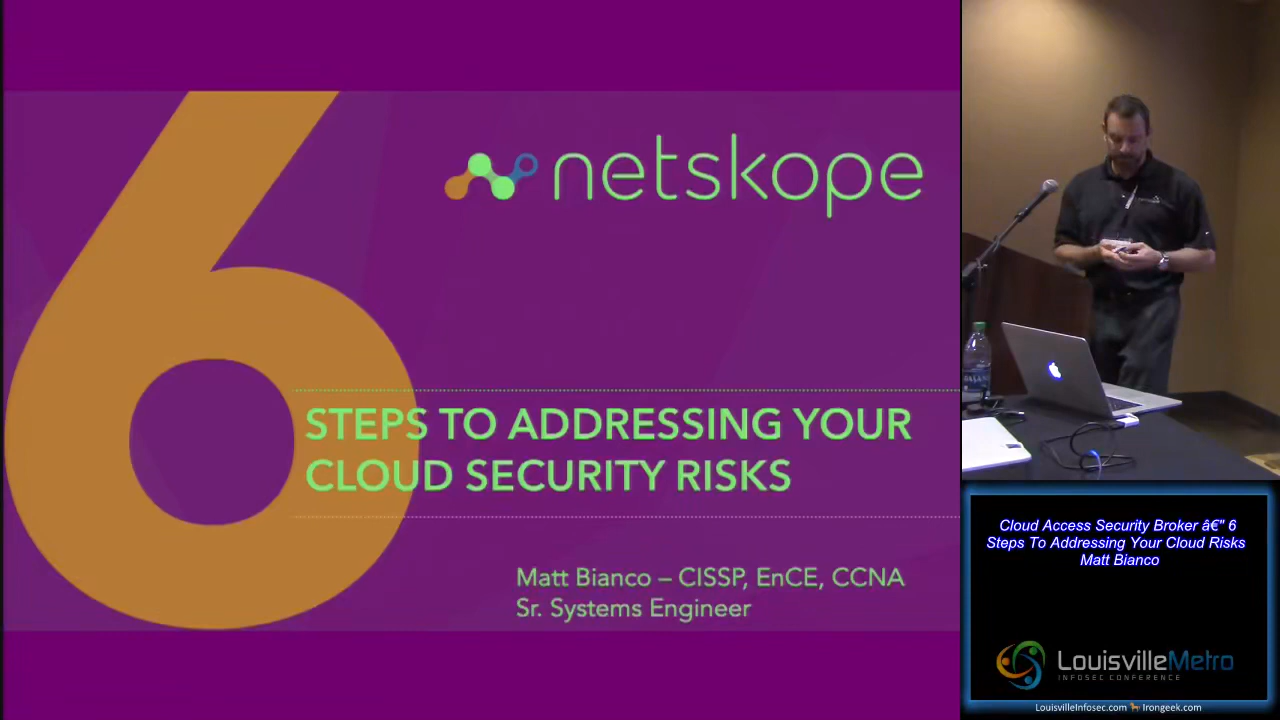 netskope
6
STEPS TO ADDRESSING YOUR
CLOUD SECURITY RISKS
Matt Bianco – CISSP, EnCE, CCNA
Sr. Systems Engineer
Cloud Access Security Broker â€" 6
Steps To Addressing Your Cloud Risks
Matt Bianco
LouisvilleMetro
INFOSEC CONFERENCE
LouisvilleInfosec.com Irongeek.com